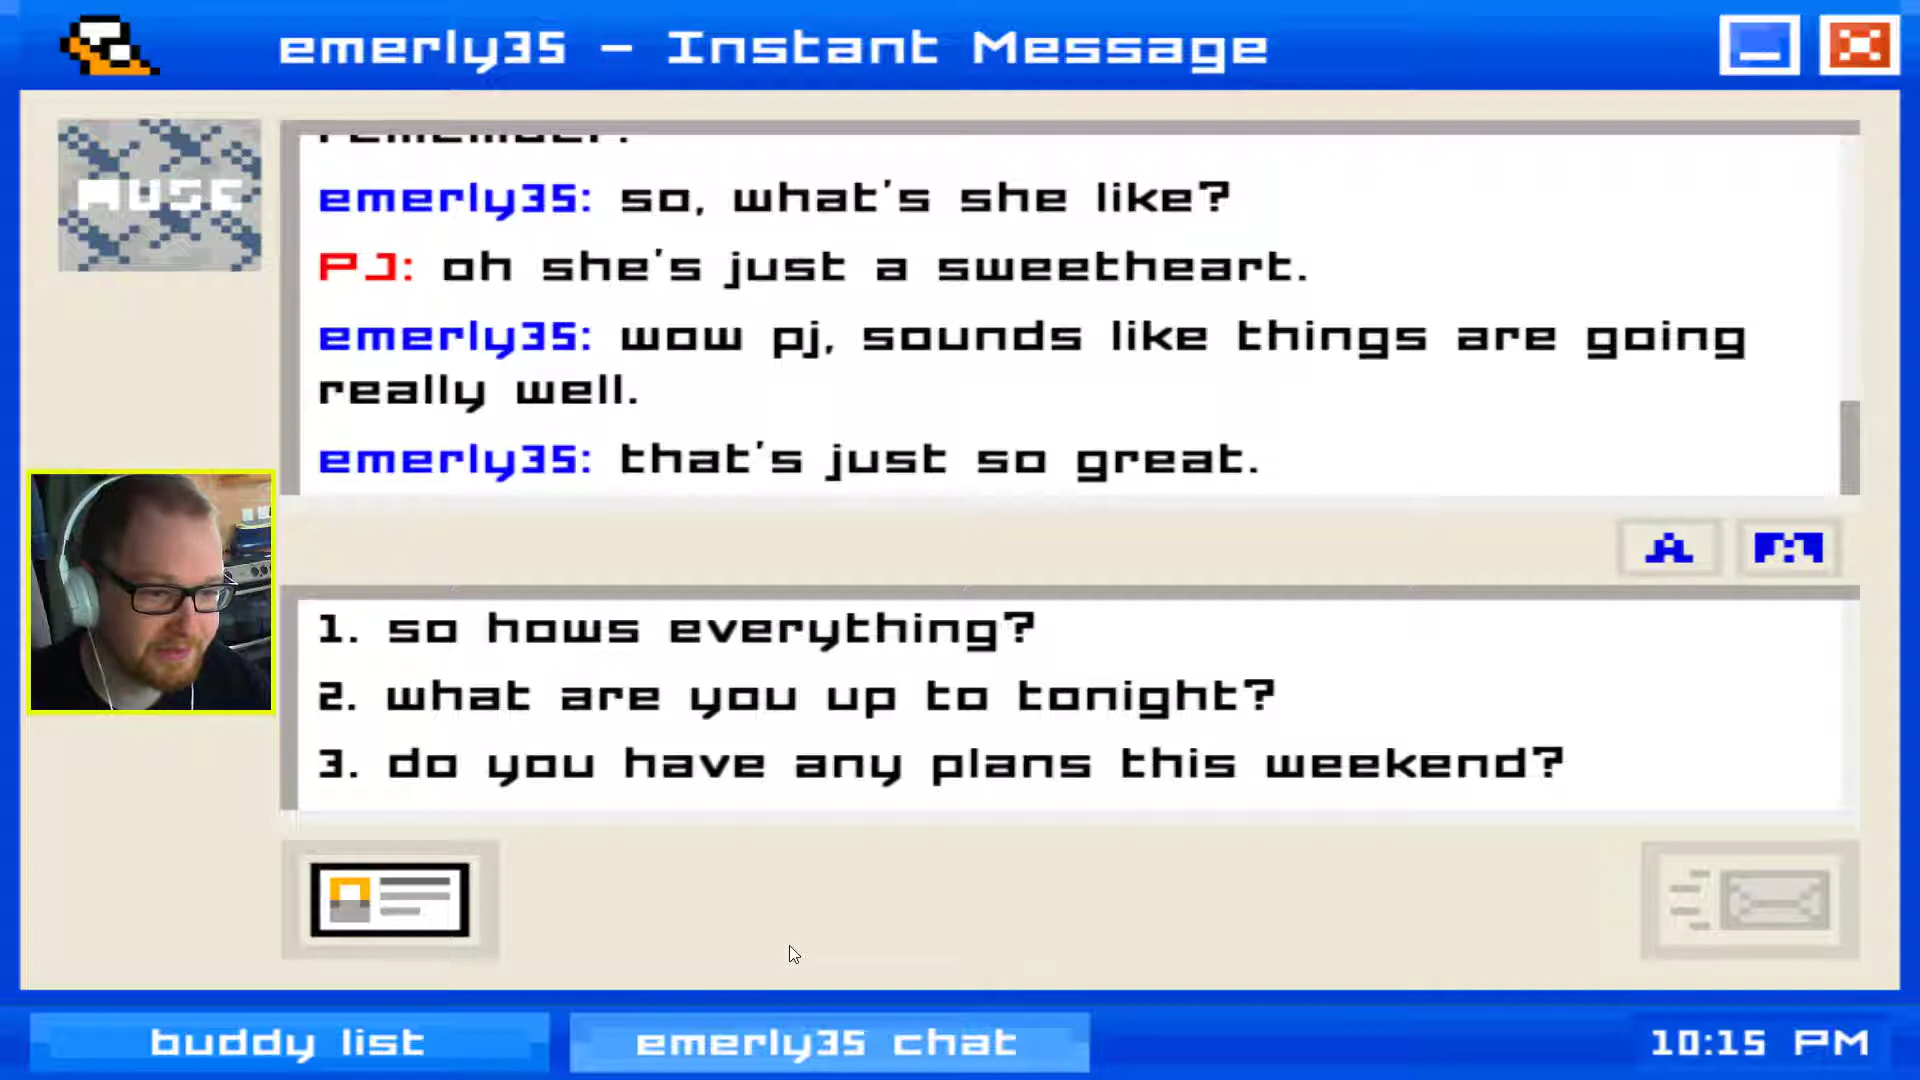 emerly35 - Instant Message
MUSE
remember.
emerly35: so, what's she like?
PJ: oh she's just a sweetheart.
emerly35: wow pj, sounds like things are going
really well.
emerly35: that's just so great.
A
1. so hows everything?
2. what are you up to tonight?
3. do you have any plans this weekend?
buddy list
emerly35 chat
10:15 PM